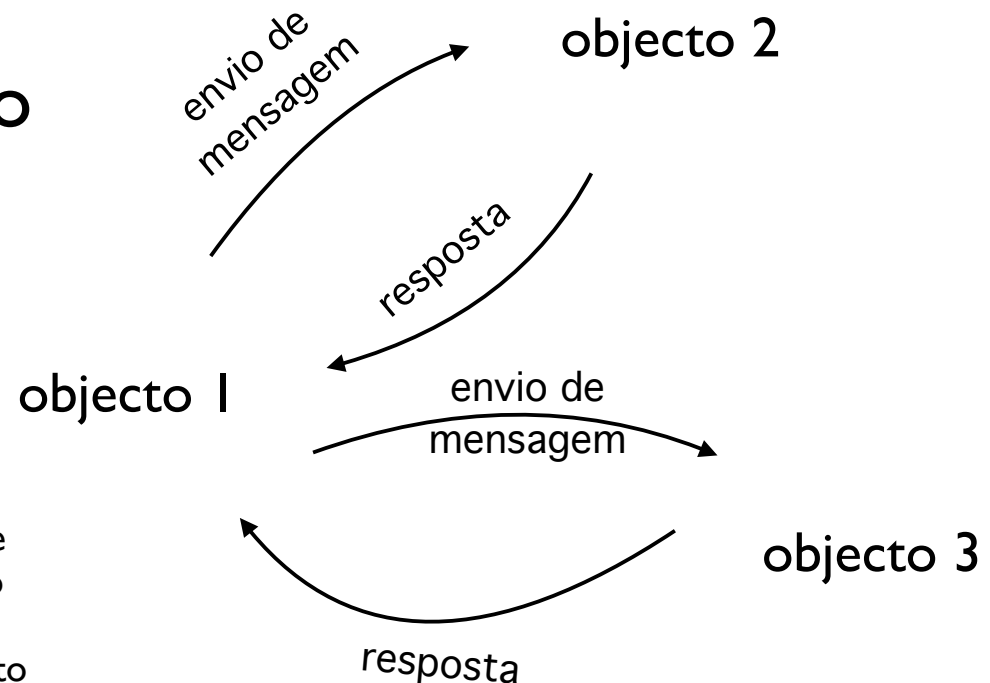 envio de
mensagem
objecto 2
resposta
objecto 1
envio de
mensagem
objecto 3
resposta